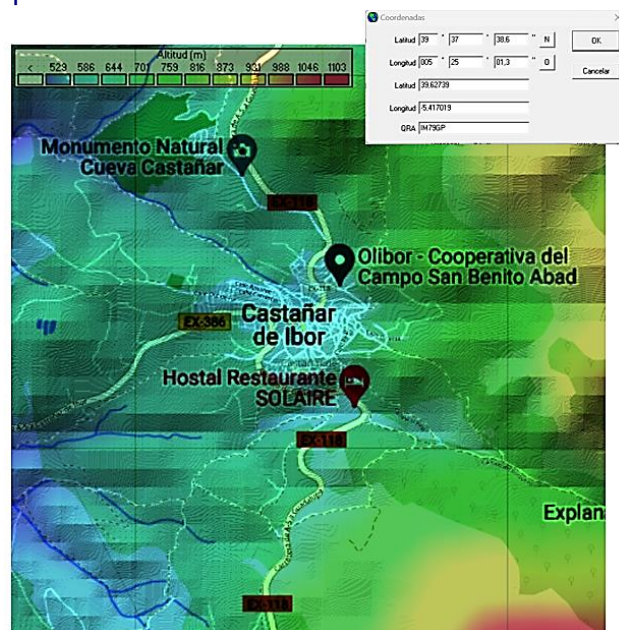 Coordenadas
Latitud 39 ° 37 ' 38,6 '' N OK
Longitud 005 ° 25 ' 01,3 '' O Cancelar
Latitud 39,62739
Longitud -5,417019
QRA IM79GP
Altitud (m)
< 529 586 644 701 759 816 873 931 988 1046 1103
Monumento Natural
Cueva Castañar
EX-118
Olibor - Cooperativa del
Campo San Benito Abad
EX-386
Castañar
de Ibor
Hostal Restaurante
SOLAIRE
EX-118
Explan
EX-118